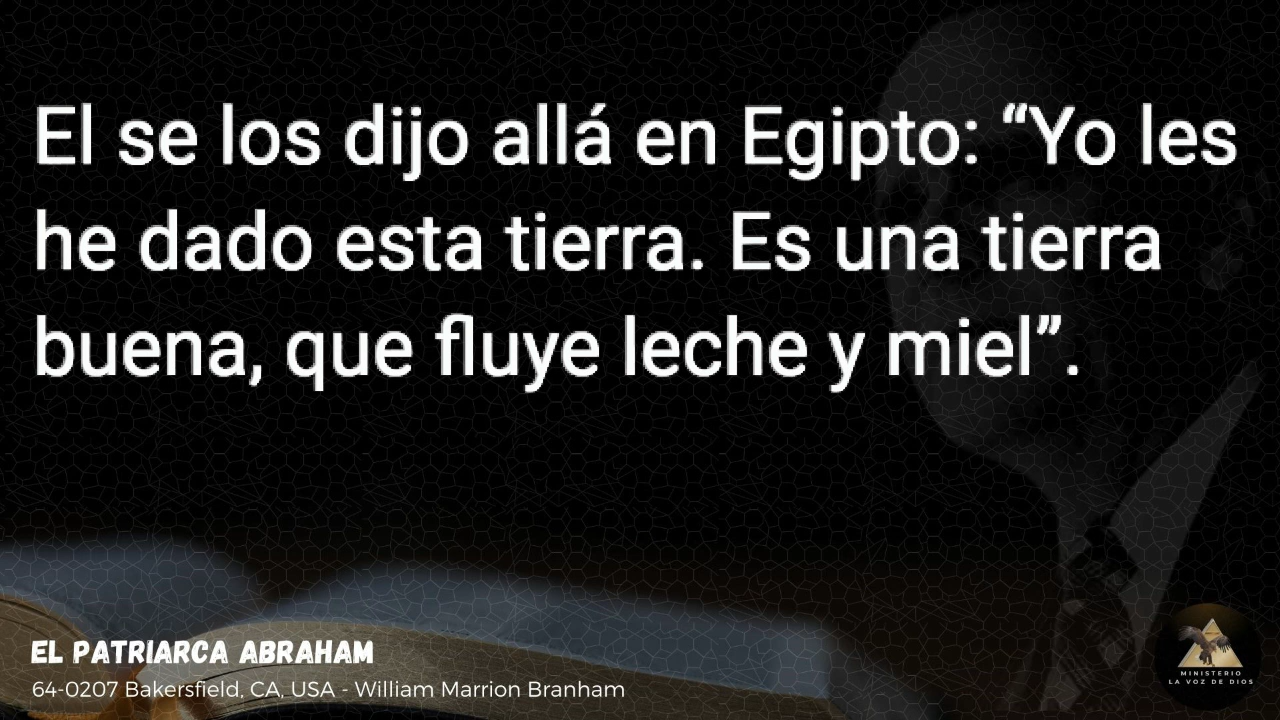 El se los dijo allá en Egipto: “Yo les
he dado esta tierra. Es una tierra
buena, que fluye leche y miel”.
EL PATRIARCA ABRAHAM
64-0207 Bakersfield, CA, USA - William Marrion Branham
MINISTERIO
LA VOZ DE DIOS